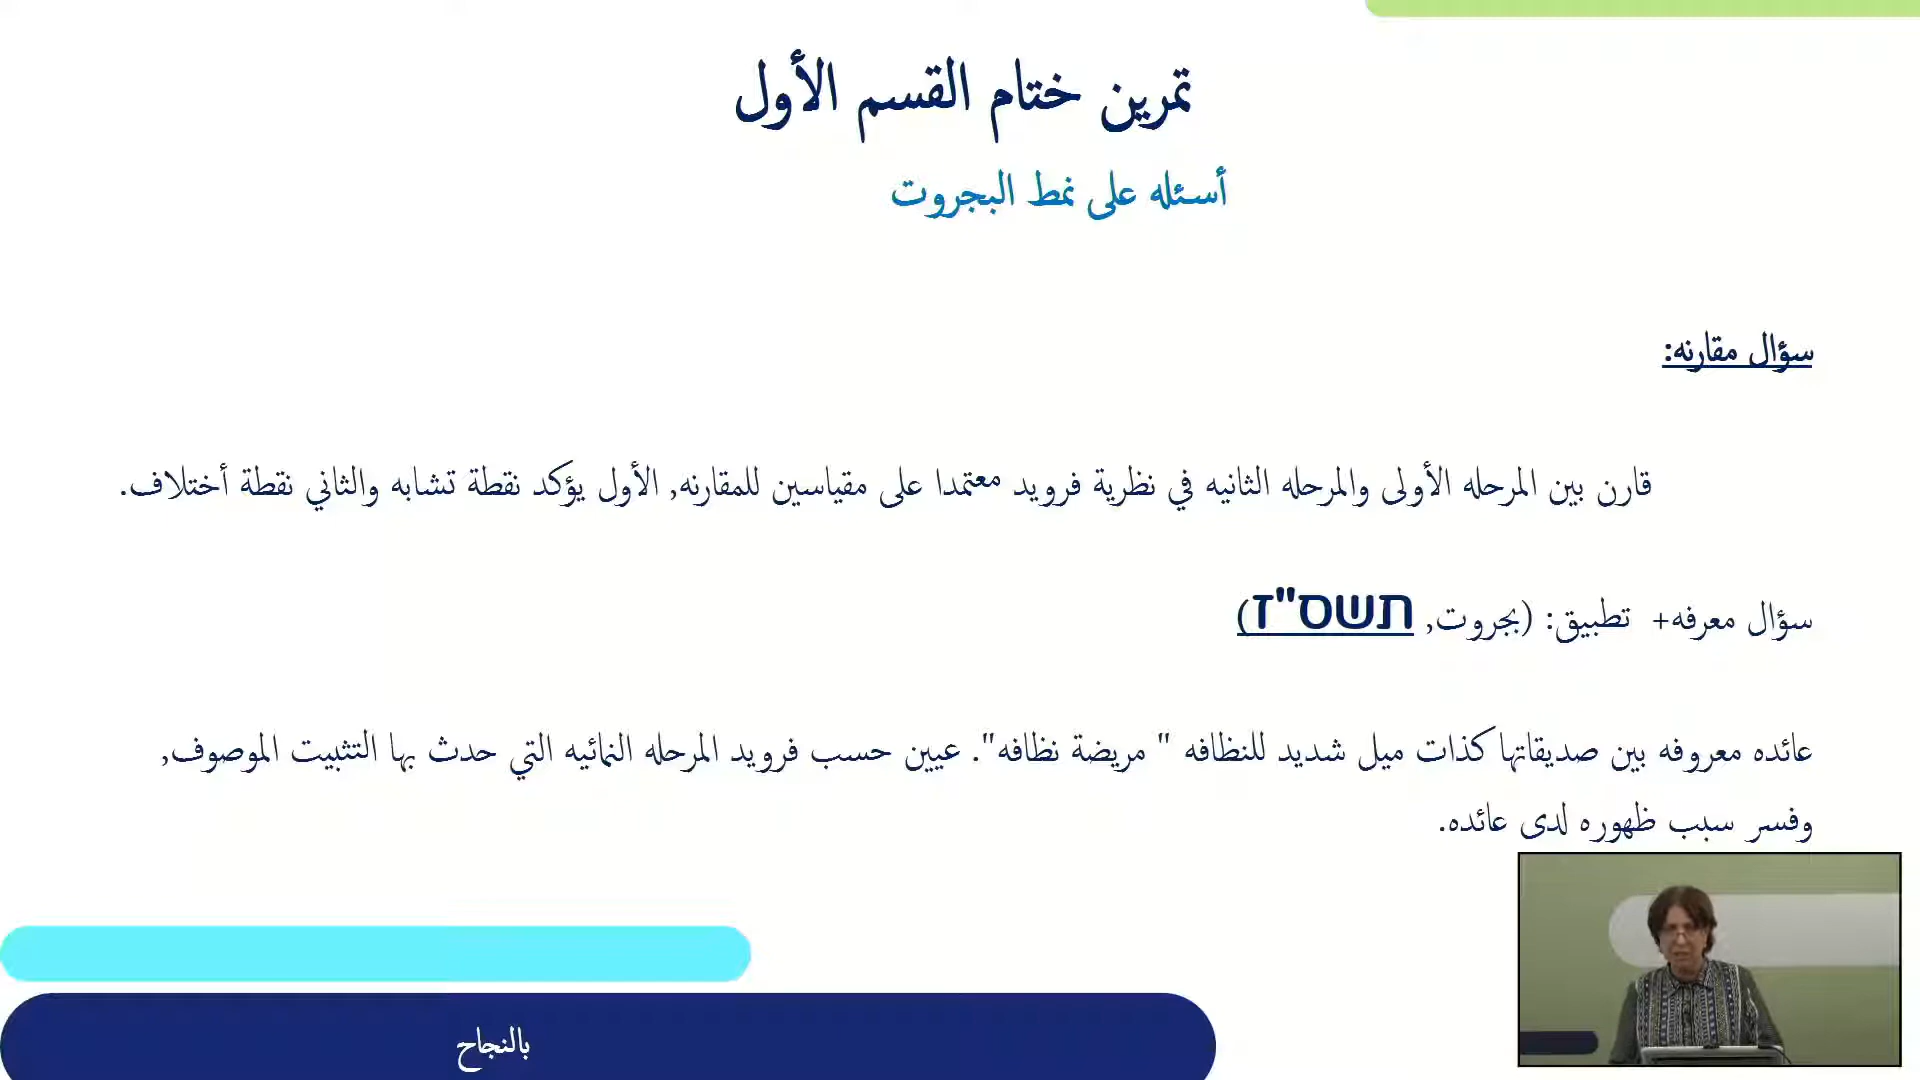 تمرين ختام القسم الأول
أسئله على نمط البجروت
سؤال مقارنه:
قارن بين المرحله الأولى والمرحله الثانيه في نظرية فرويد معتمدا على مقياسين للمقارنه, الأول يؤكد نقطة تشابه والثاني نقطة أختلاف.
سؤال معرفه+ تطبيق: (بجروت, תשס"ז)
عائده معروفه بين صديقاتها كذات ميل شديد للنظافه " مريضة نظافه". عيين حسب فرويد المرحله النمائيه التي حدث بها التثبيت الموصوف,
وفسر سبب ظهوره لدى عائده.
بالنجاح